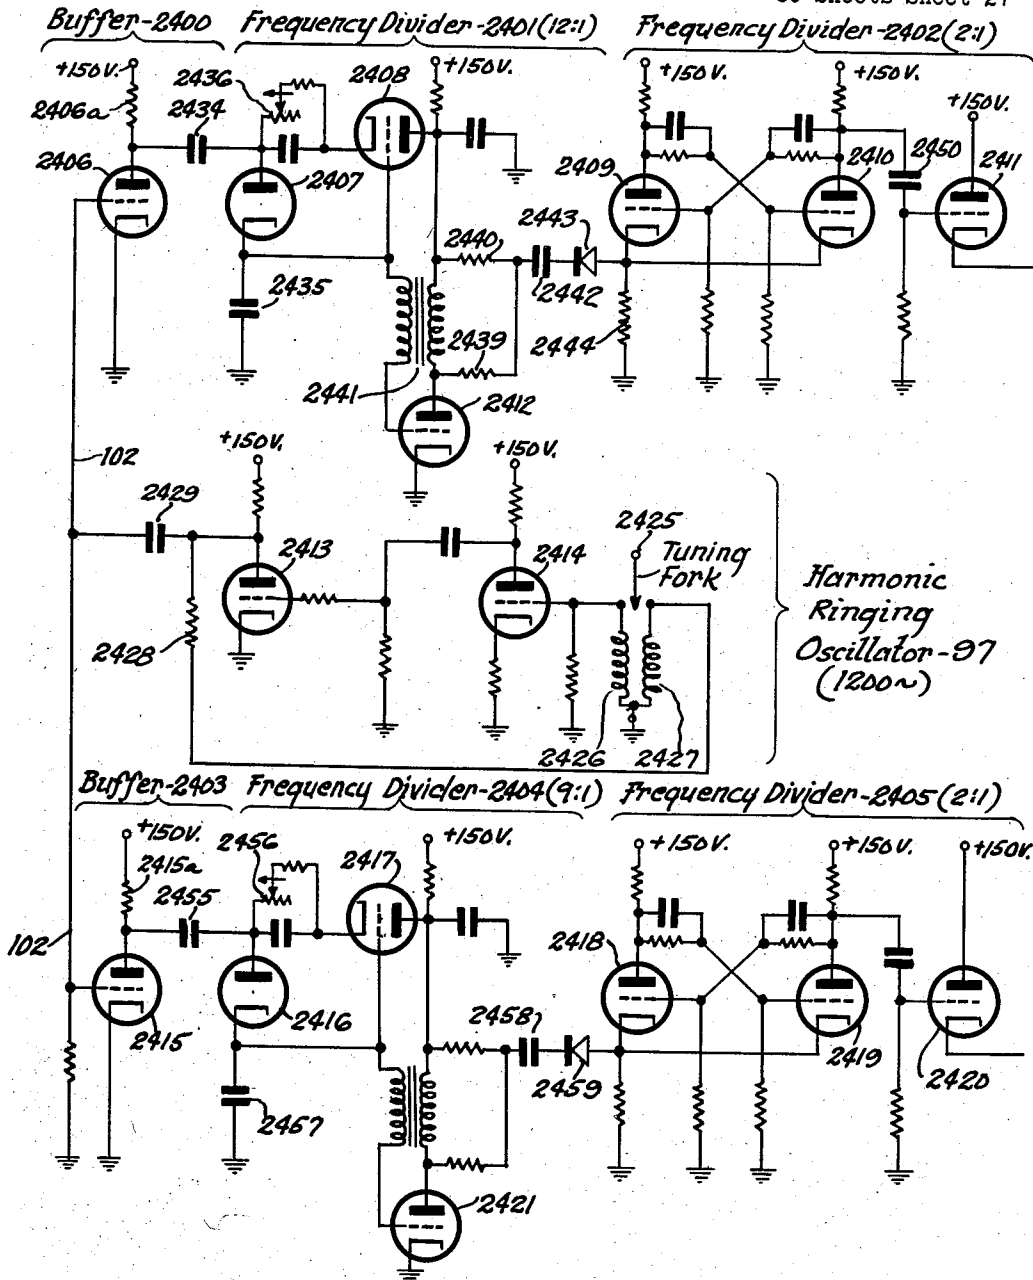 Buffer-2400
Frequency Divider-2401(12:1)
Frequency Divider-2402(2:1)
+150V.
2406a
2434
2436
2408
+150V.
+150V.
+150V.
+150V.
2406
2407
2409
2410
2450
2411
2435
2440
2443
2442
2444
2439
2441
2412
102
+150V.
+150V.
2429
2413
2414
2425
Tuning
Fork
2428
2426
2427
Harmonic
Ringing
Oscillator-97
(1200~)
Buffer-2403
Frequency Divider-2404(9:1)
Frequency Divider-2405(2:1)
+150V.
2415a
2455
2456
2417
+150V.
+150V.
+150V.
+150V.
102
2415
2416
2418
2419
2420
2458
2459
2467
2421